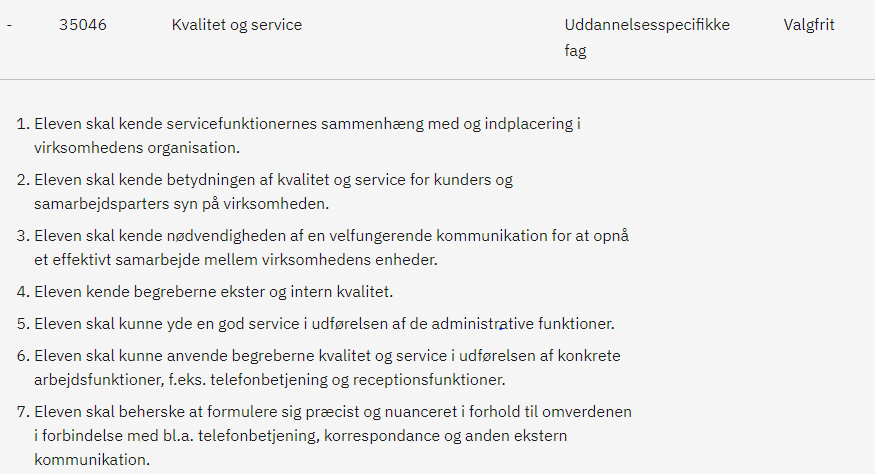 - 35046 Kvalitet og service Uddannelsesspecifikke Valgfrit
fag
1. Eleven skal kende servicefunktionernes sammenhæng med og indplacering i
virksomhedens organisation.
2. Eleven skal kende betydningen af kvalitet og service for kunders og
samarbejdsparters syn på virksomheden.
3. Eleven skal kende nødvendigheden af en velfungerende kommunikation for at opnå
et effektivt samarbejde mellem virksomhedens enheder.
4. Eleven kende begreberne ekster og intern kvalitet.
5. Eleven skal kunne yde en god service i udførelsen af de administrative funktioner.
6. Eleven skal kunne anvende begreberne kvalitet og service i udførelsen af konkrete
arbejdsfunktioner, f.eks. telefonbetjening og receptionsfunktioner.
7. Eleven skal beherske at formulere sig præcist og nuanceret i forhold til omverdenen
i forbindelse med bl.a. telefonbetjening, korrespondance og anden ekstern
kommunikation.